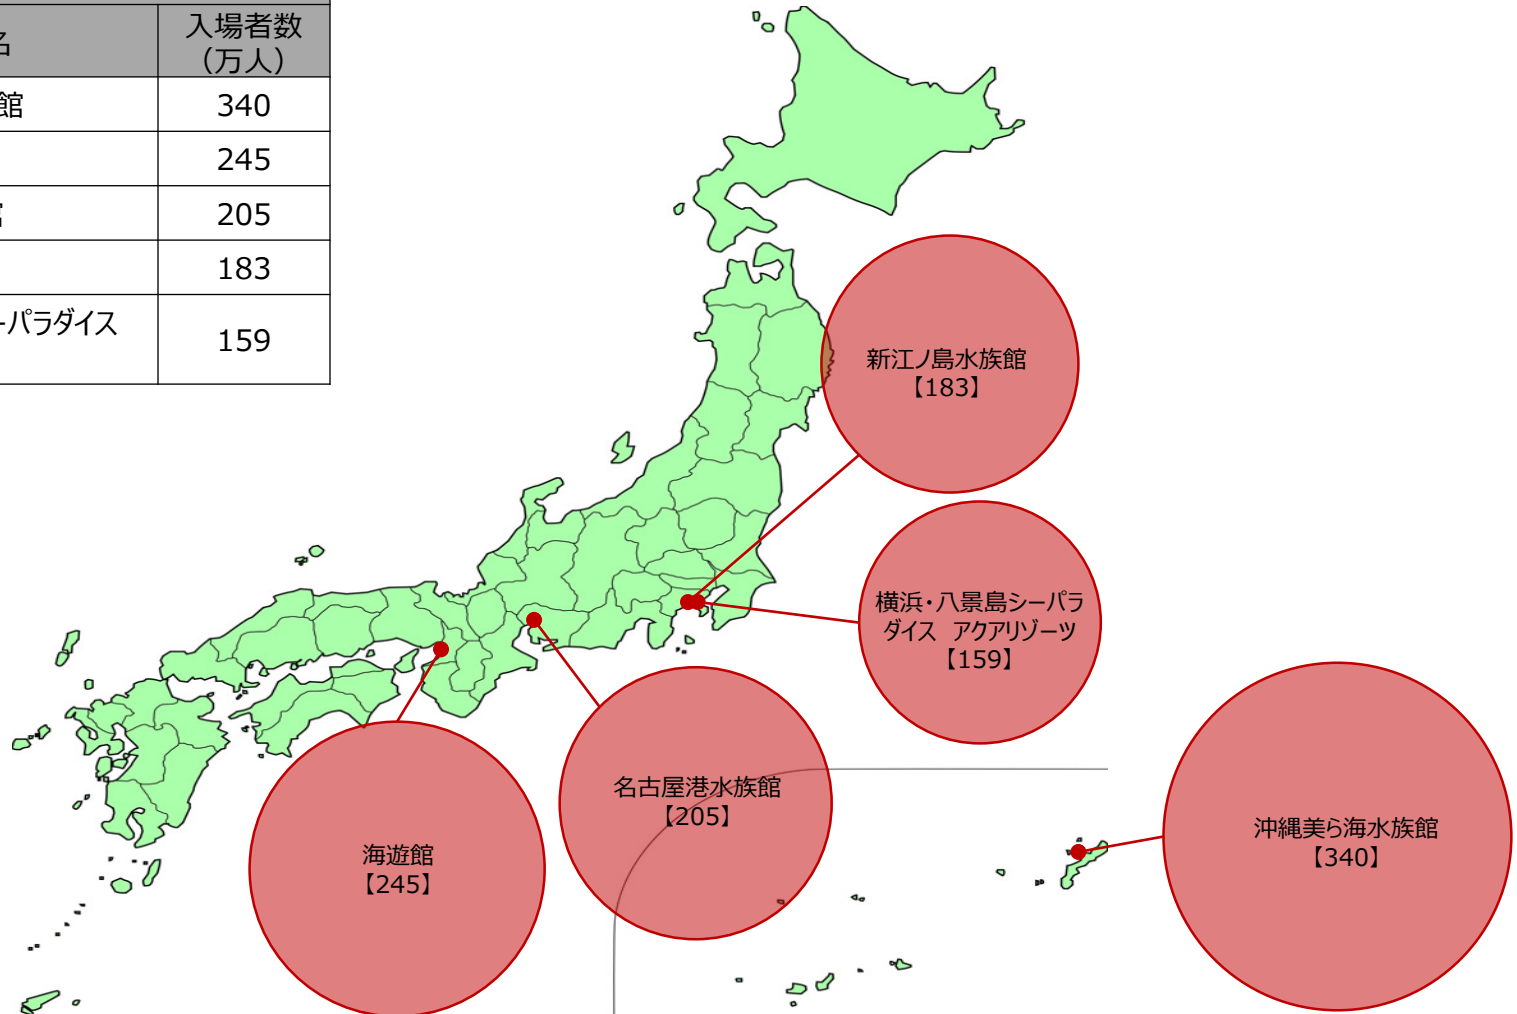 名
入場者数
（万人）
館
340
245
205
183
ーパラダイス
159
新江ノ島水族館
【183】
横浜・八景島シーパラ
ダイス　アクアリゾーツ
【159】
名古屋港水族館
【205】
海遊館
【245】
沖縄美ら海水族館
【340】